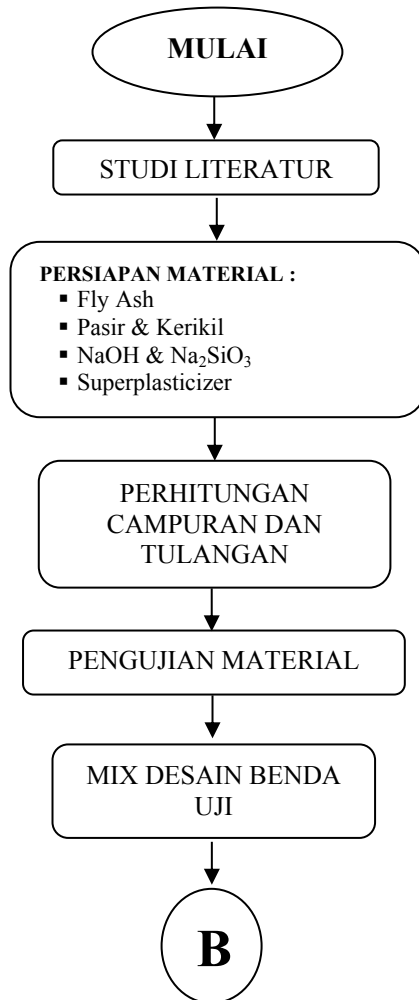 MULAI
STUDI LITERATUR
PERSIAPAN MATERIAL :
▪ Fly Ash
▪ Pasir & Kerikil
▪ NaOH & Na₂SiO₃
▪ Superplasticizer
PERHITUNGAN
CAMPURAN DAN
TULANGAN
PENGUJIAN MATERIAL
MIX DESAIN BENDA
UJI
B